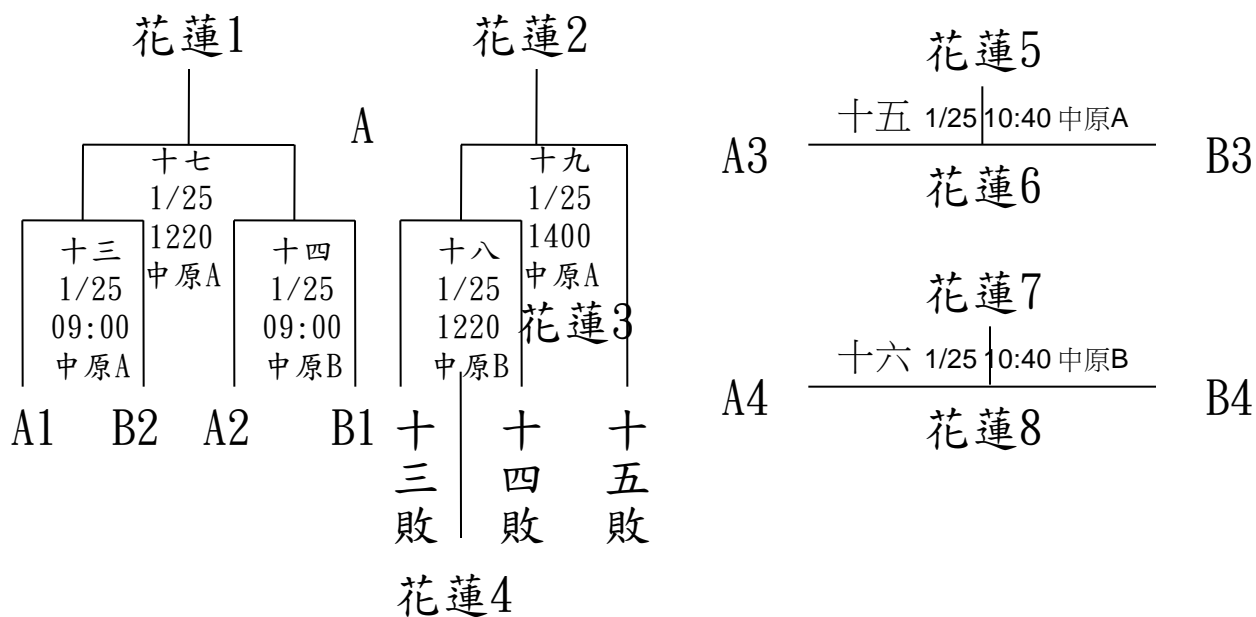 花蓮1
花蓮2
A
十七
1/25
1220
中原A
十三
1/25
09:00
中原A
十四
1/25
09:00
中原B
十九
1/25
1400
中原A
十八
1/25
1220
中原B
花蓮3
A1
B2
A2
B1
十三敗
十四敗
十五敗
花蓮4
花蓮5
十五 1/25 10:40 中原A
A3
B3
花蓮6
花蓮7
十六 1/25 10:40 中原B
A4
B4
花蓮8